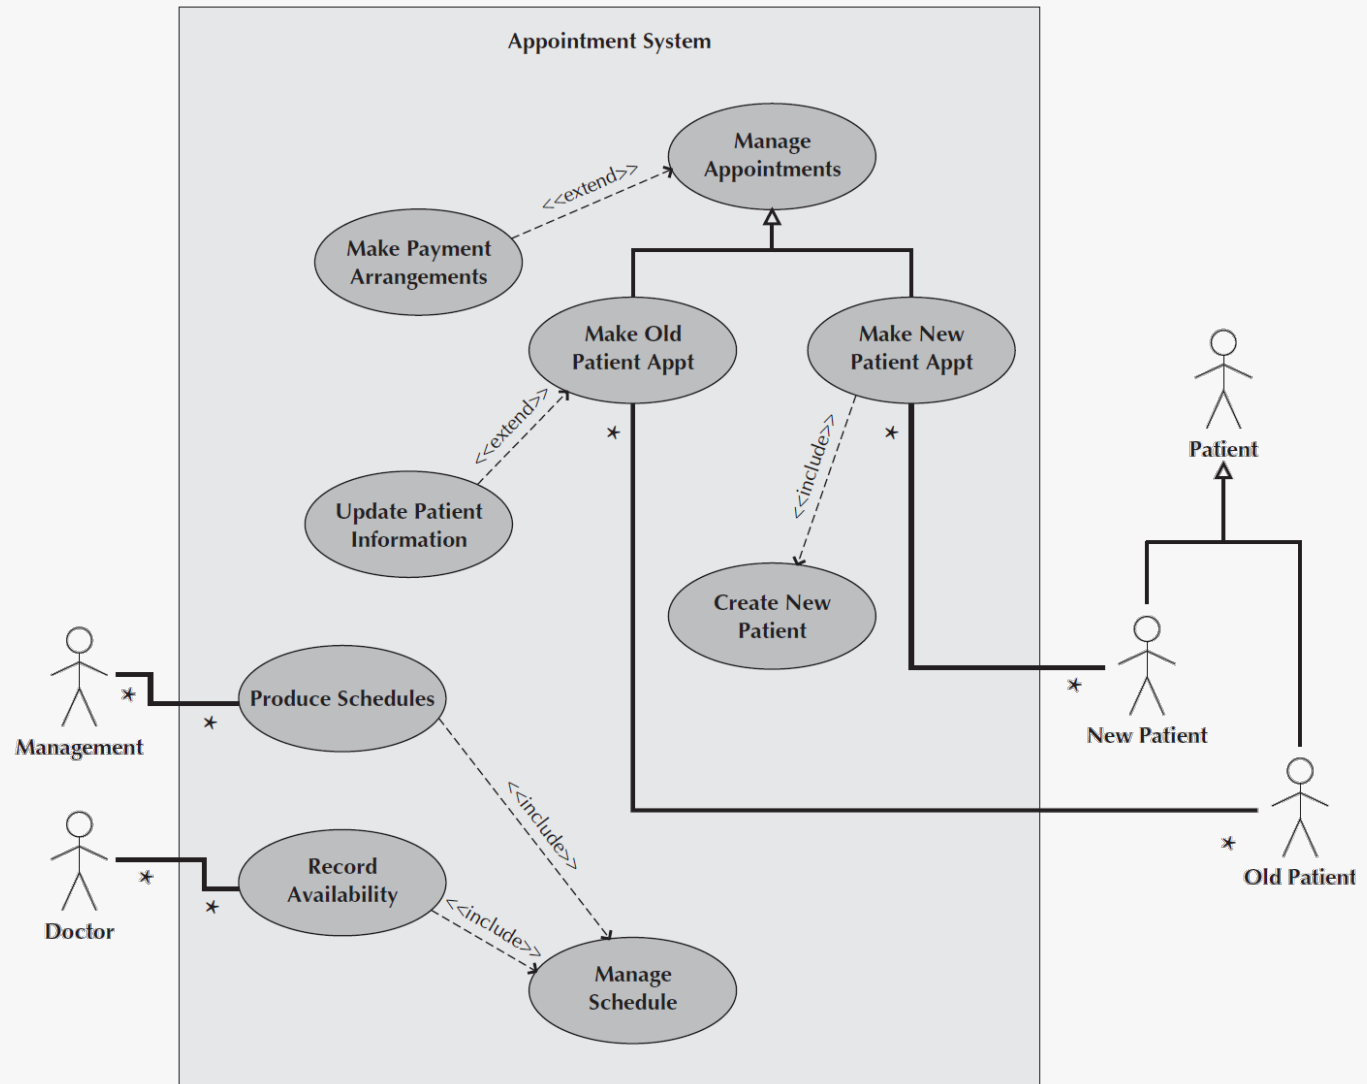 Appointment System
Manage
Appointments
<<extend>>
Make Payment
Arrangements
Make Old
Patient Appt
Make New
Patient Appt
<<extend>>
*
<<include>>
*
Patient
Update Patient
Information
Create New
Patient
*
New Patient
Management
*
*
Produce Schedules
<<include>>
*
Old Patient
Doctor
*
*
Record
Availability
<<include>>
Manage
Schedule